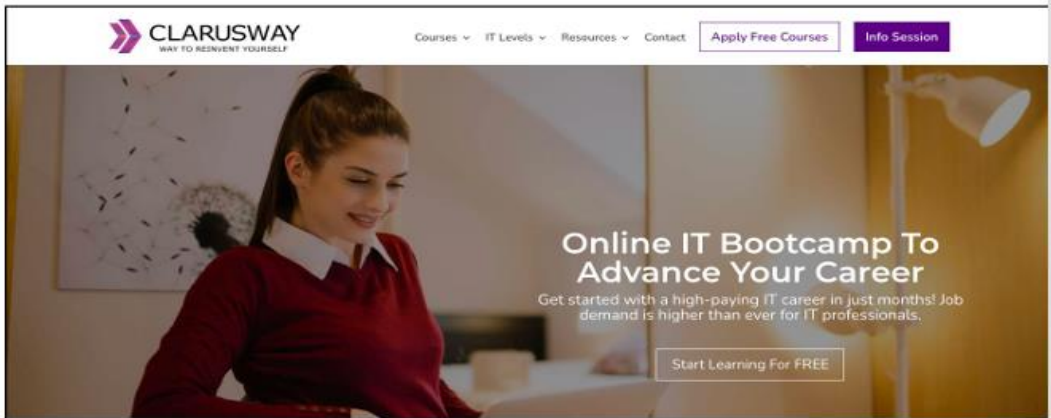 CLARUSWAY
WAY TO REINVENT YOURSELF
Courses IT Levels Resources Contact Apply Free Courses Info Session
Online IT Bootcamp To
Advance Your Career
Get started with a high-paying IT career in just months! Job
demand is higher than ever for IT professionals.
Start Learning For FREE